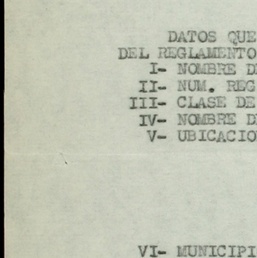 DATOS QUE
DEL REGLAMENTO
I- NOMBRE D
II- NUM. REG
III- CLASE DE
IV- NOMBRE D
V- UBICACIO
VI- MUNICIPI